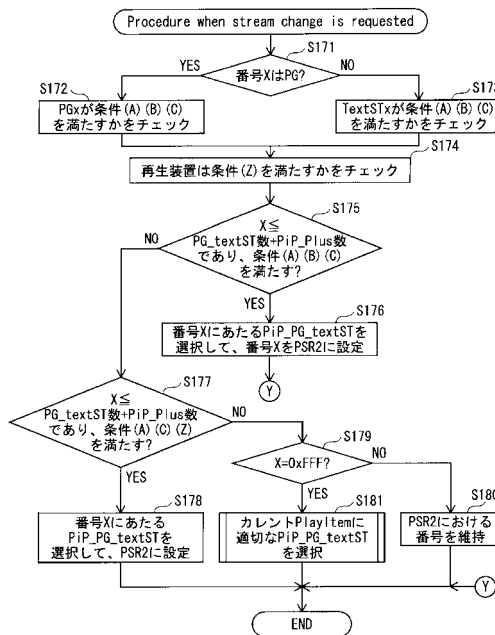 Procedure when stream change is requested
S171
番号XはPG?
YES
NO
S172
PGxが条件(A)(B)(C)
を満たすかをチェック
S173
TextSTxが条件(A)(B)(C)
を満たすかをチェック
S174
再生装置は条件(Z)を満たすかをチェック
S175
X≦
PG_textST数+PiP_Plus数
であり、条件(A)(B)(C)
を満たす?
NO
YES
S176
番号XにあたるPiP_PG_textSTを
選択して、番号XをPSR2に設定
Y
S177
X≦
PG_textST数+PiP_Plus数
であり、条件(A)(C)(Z)
を満たす?
NO
YES
S179
X=0xFFF?
NO
YES
S178
番号Xにあたる
PiP_PG_textSTを
選択して、PSR2に設定
S181
カレントPlayItemに
適切なPiP_PG_textST
を選択
S180
PSR2における
番号を維持
Y
END